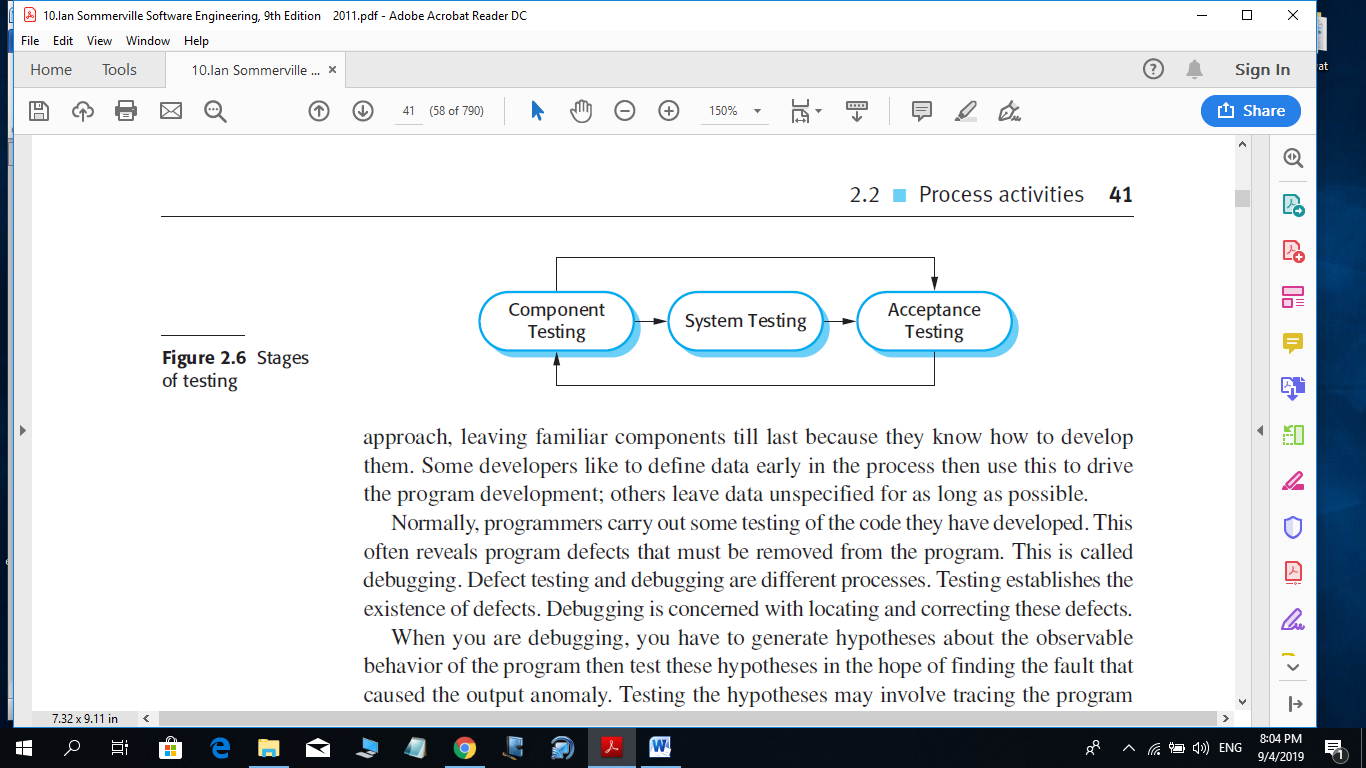 10.Ian Sommerville Software Engineering, 9th Edition    2011.pdf - Adobe Acrobat Reader DC
File Edit View Window Help
Home Tools 10.Ian Sommerville ... × Sign In
41 (58 of 790) 150% Share
at
2.2 ■ Process activities 41
Component
Testing
System Testing
Acceptance
Testing
Figure 2.6 Stages
of testing
approach, leaving familiar components till last because they know how to develop
them. Some developers like to define data early in the process then use this to drive
the program development; others leave data unspecified for as long as possible.
Normally, programmers carry out some testing of the code they have developed. This
often reveals program defects that must be removed from the program. This is called
debugging. Defect testing and debugging are different processes. Testing establishes the
existence of defects. Debugging is concerned with locating and correcting these defects.
When you are debugging, you have to generate hypotheses about the observable
behavior of the program then test these hypotheses in the hope of finding the fault that
caused the output anomaly. Testing the hypotheses may involve tracing the program
7.32 x 9.11 in
ENG
8:04 PM
9/4/2019
1